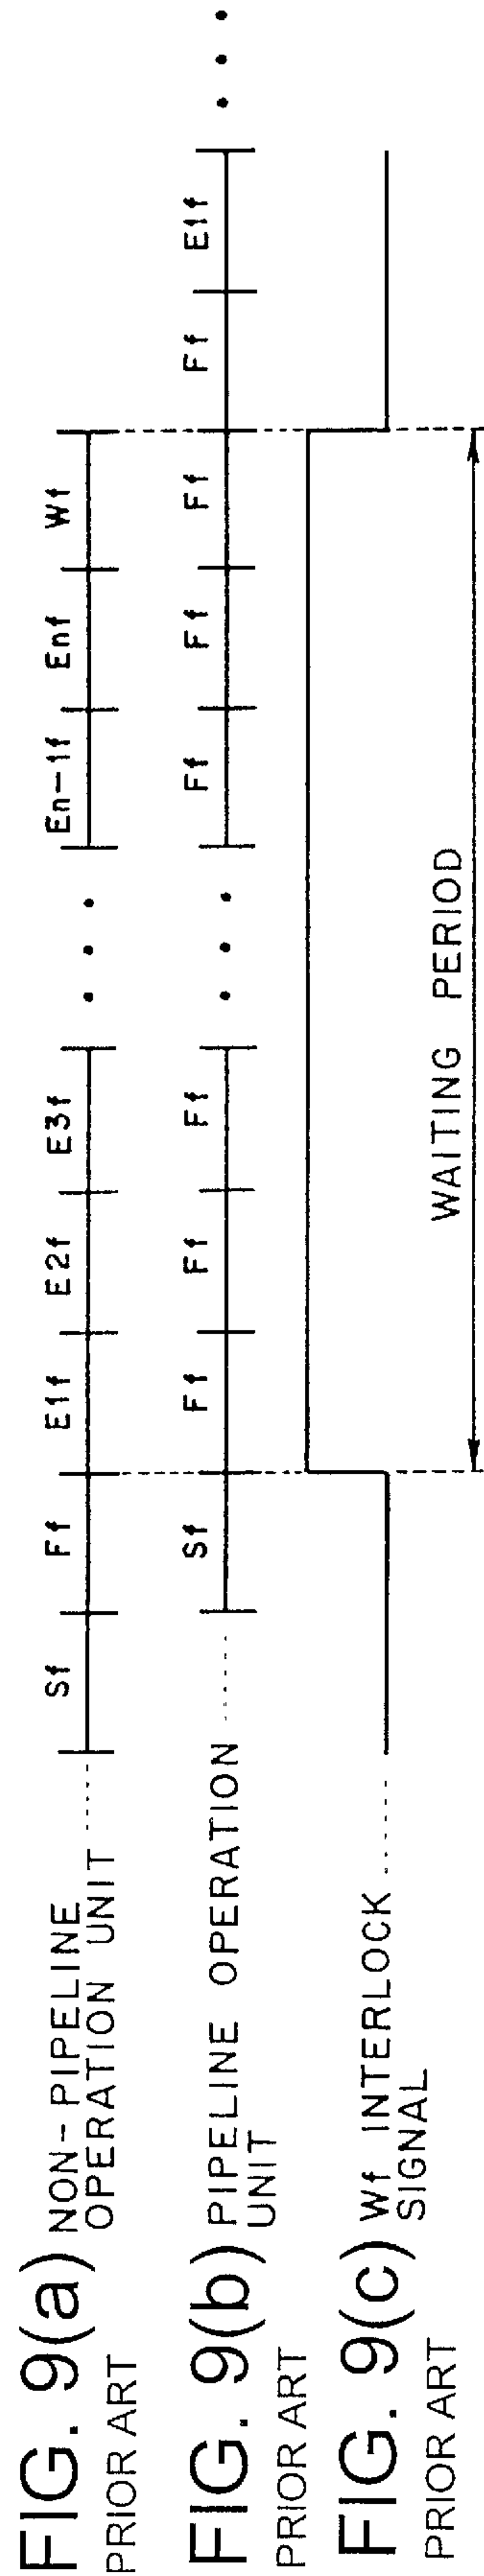 FIG. 9(a) NON-PIPELINE
OPERATION UNIT
PRIOR ART
Sf Ff E1f E2f E3f En-1f Enf Wf
FIG. 9(b) PIPELINE OPERATION
UNIT
PRIOR ART
Sf Ff Ff Ff Ff Ff Ff Ff E1f
FIG. 9(c) Wf INTERLOCK
SIGNAL
PRIOR ART
WAITING PERIOD